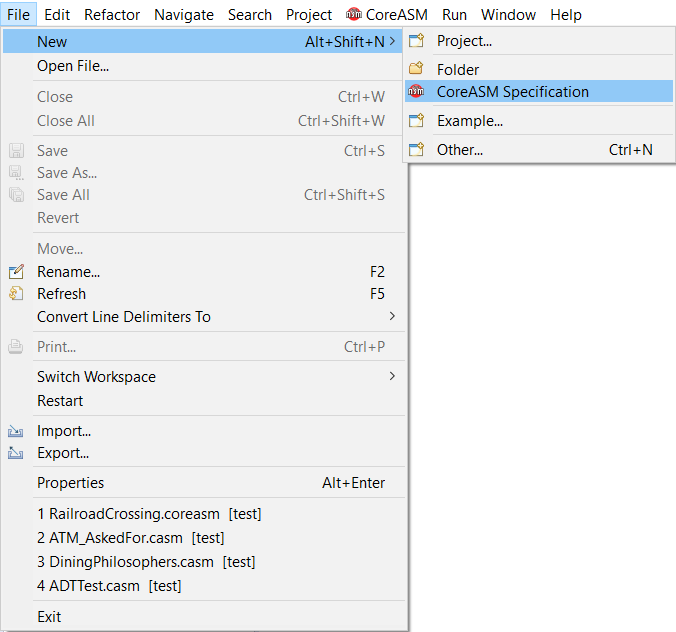 File Edit Refactor Navigate Search Project CoreASM Run Window Help
New Alt+Shift+N
Open File...
Close Ctrl+W
Close All Ctrl+Shift+W
Save Ctrl+S
Save As...
Save All Ctrl+Shift+S
Revert
Move...
Rename... F2
Refresh F5
Convert Line Delimiters To
Print... Ctrl+P
Switch Workspace
Restart
Import...
Export...
Properties Alt+Enter
1 RailroadCrossing.coreasm [test]
2 ATM_AskedFor.casm [test]
3 DiningPhilosophers.casm [test]
4 ADTTest.casm [test]
Exit
Project...
Folder
CoreASM Specification
Example...
Other... Ctrl+N